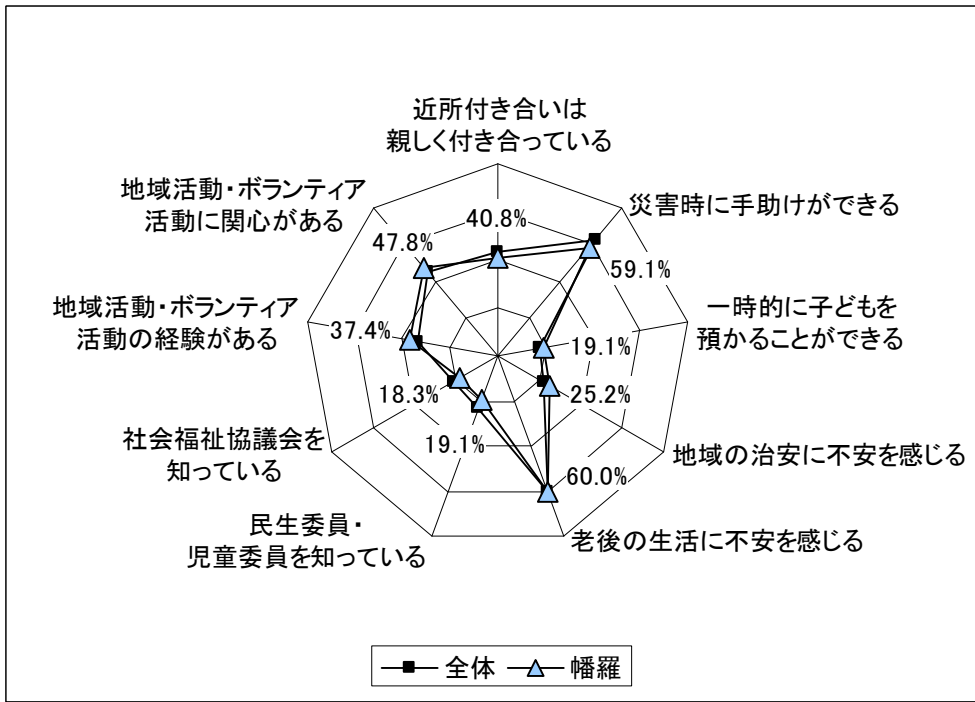 近所付き合いは
親しく付き合っている
災害時に手助けができる
一時的に子どもを
預かることができる
地域の治安に不安を感じる
老後の生活に不安を感じる
民生委員・
児童委員を知っている
社会福祉協議会を
知っている
地域活動・ボランティア
活動の経験がある
地域活動・ボランティア
活動に関心がある
40.8%
59.1%
19.1%
25.2%
60.0%
19.1%
18.3%
37.4%
47.8%
全体 幡羅